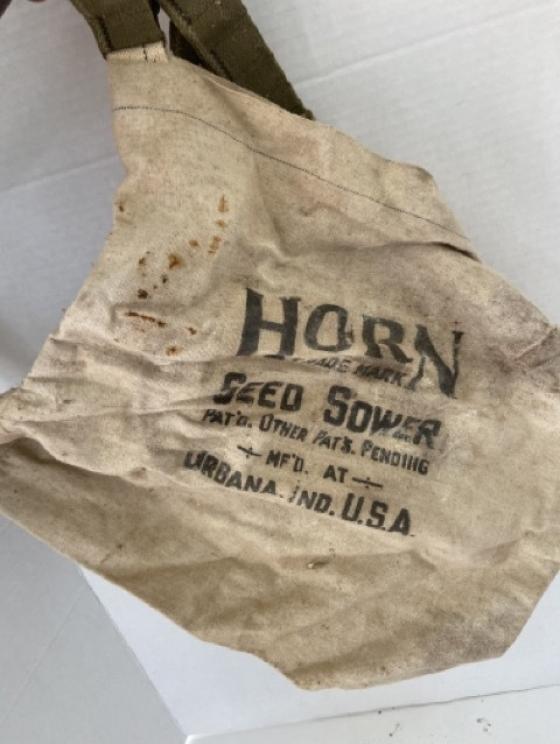 HORN
TRADE MARK
SEED SOWER
PAT'D. OTHER PAT'S. PENDING
MF'D. AT
URBANA. IND. U.S.A.